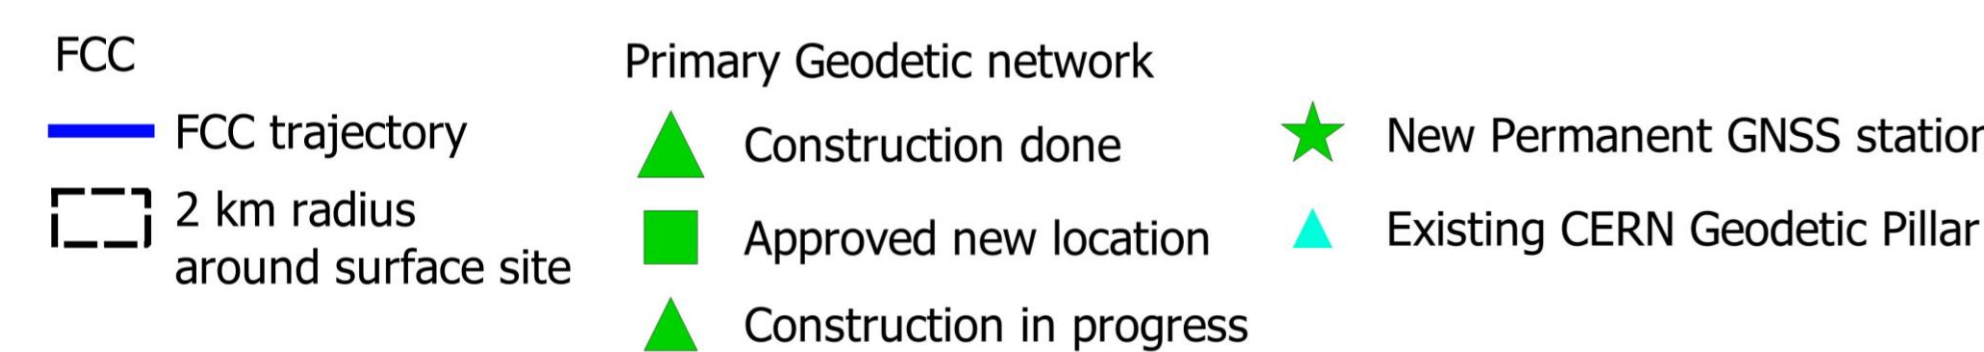 FCC
FCC trajectory
2 km radius
around surface site
Primary Geodetic network
Construction done
Approved new location
Construction in progress
New Permanent GNSS station
Existing CERN Geodetic Pillar